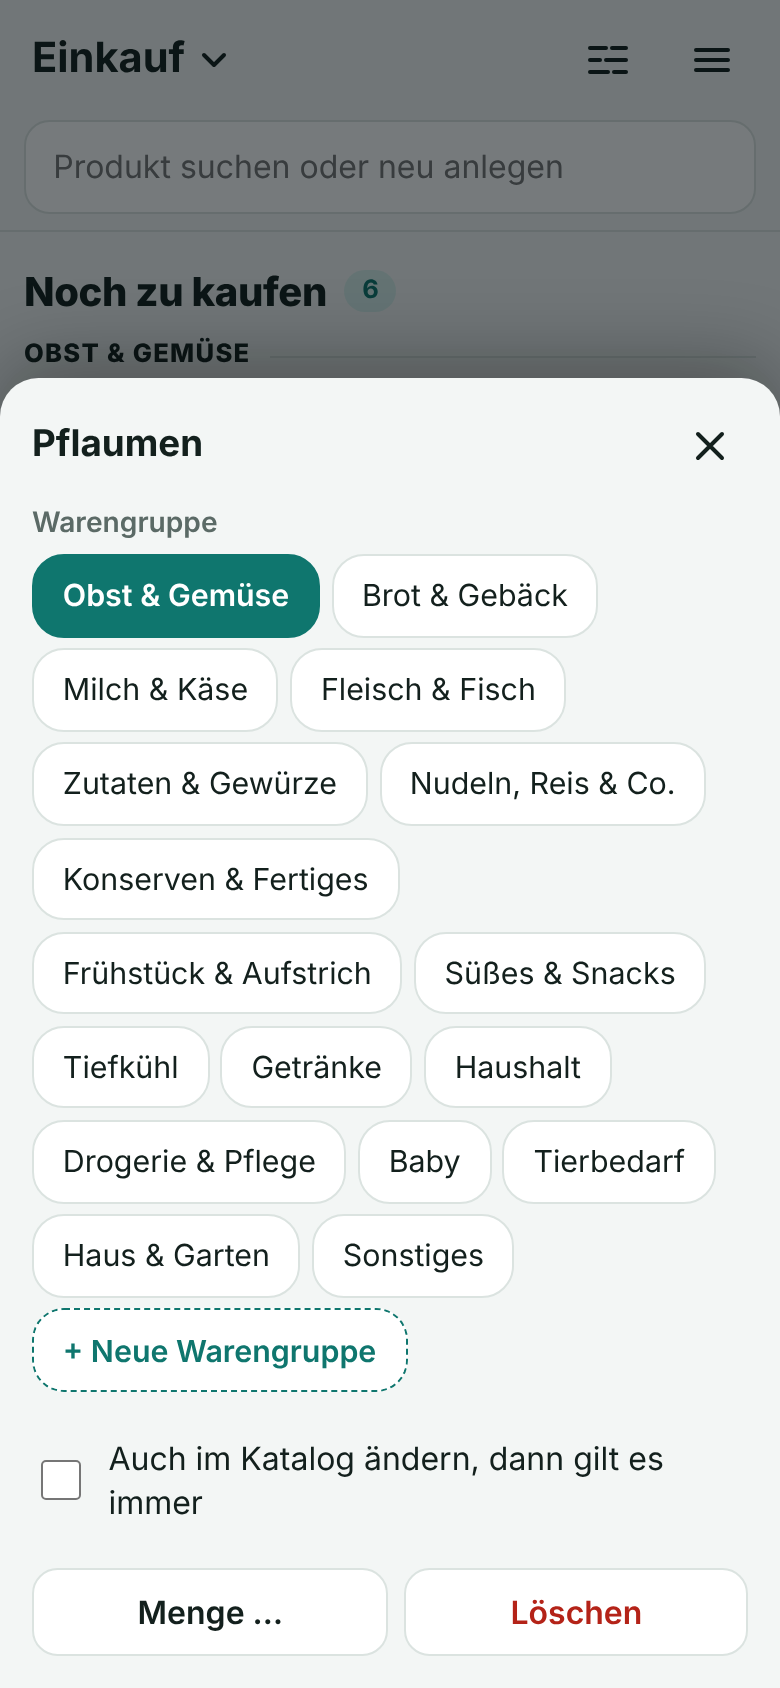 Einkauf
Produkt suchen oder neu anlegen
Noch zu kaufen 6
OBST & GEMÜSE
Pflaumen
Warengruppe
Obst & Gemüse Brot & Gebäck
Milch & Käse Fleisch & Fisch
Zutaten & Gewürze Nudeln, Reis & Co.
Konserven & Fertiges
Frühstück & Aufstrich Süßes & Snacks
Tiefkühl Getränke Haushalt
Drogerie & Pflege Baby Tierbedarf
Haus & Garten Sonstiges
+ Neue Warengruppe
Auch im Katalog ändern, dann gilt es
immer
Menge ... Löschen